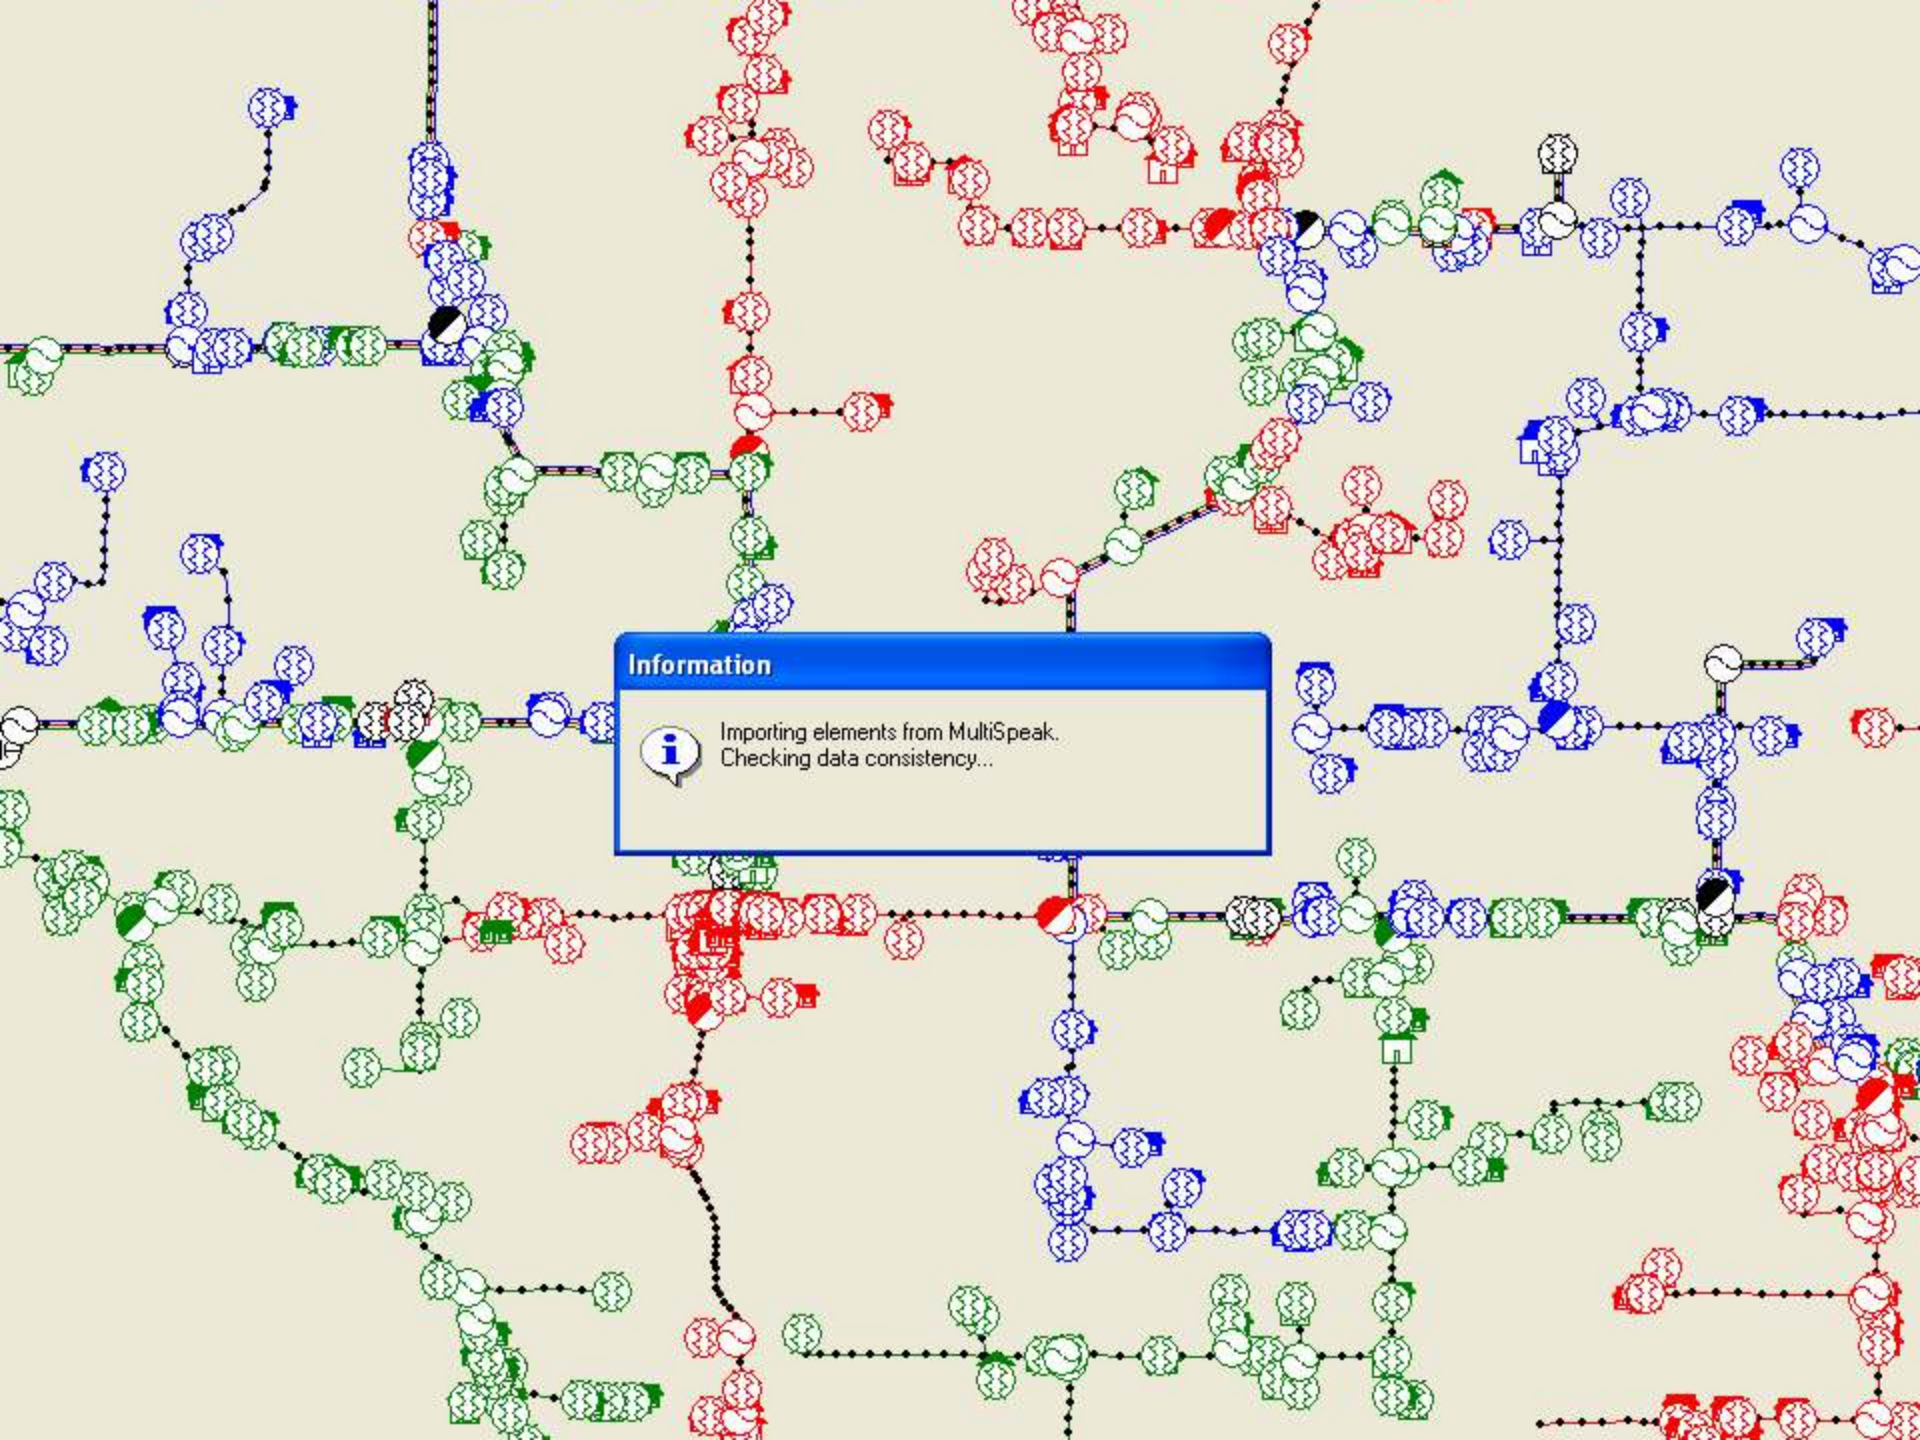 Information
Importing elements from MultiSpeak.
Checking data consistency...